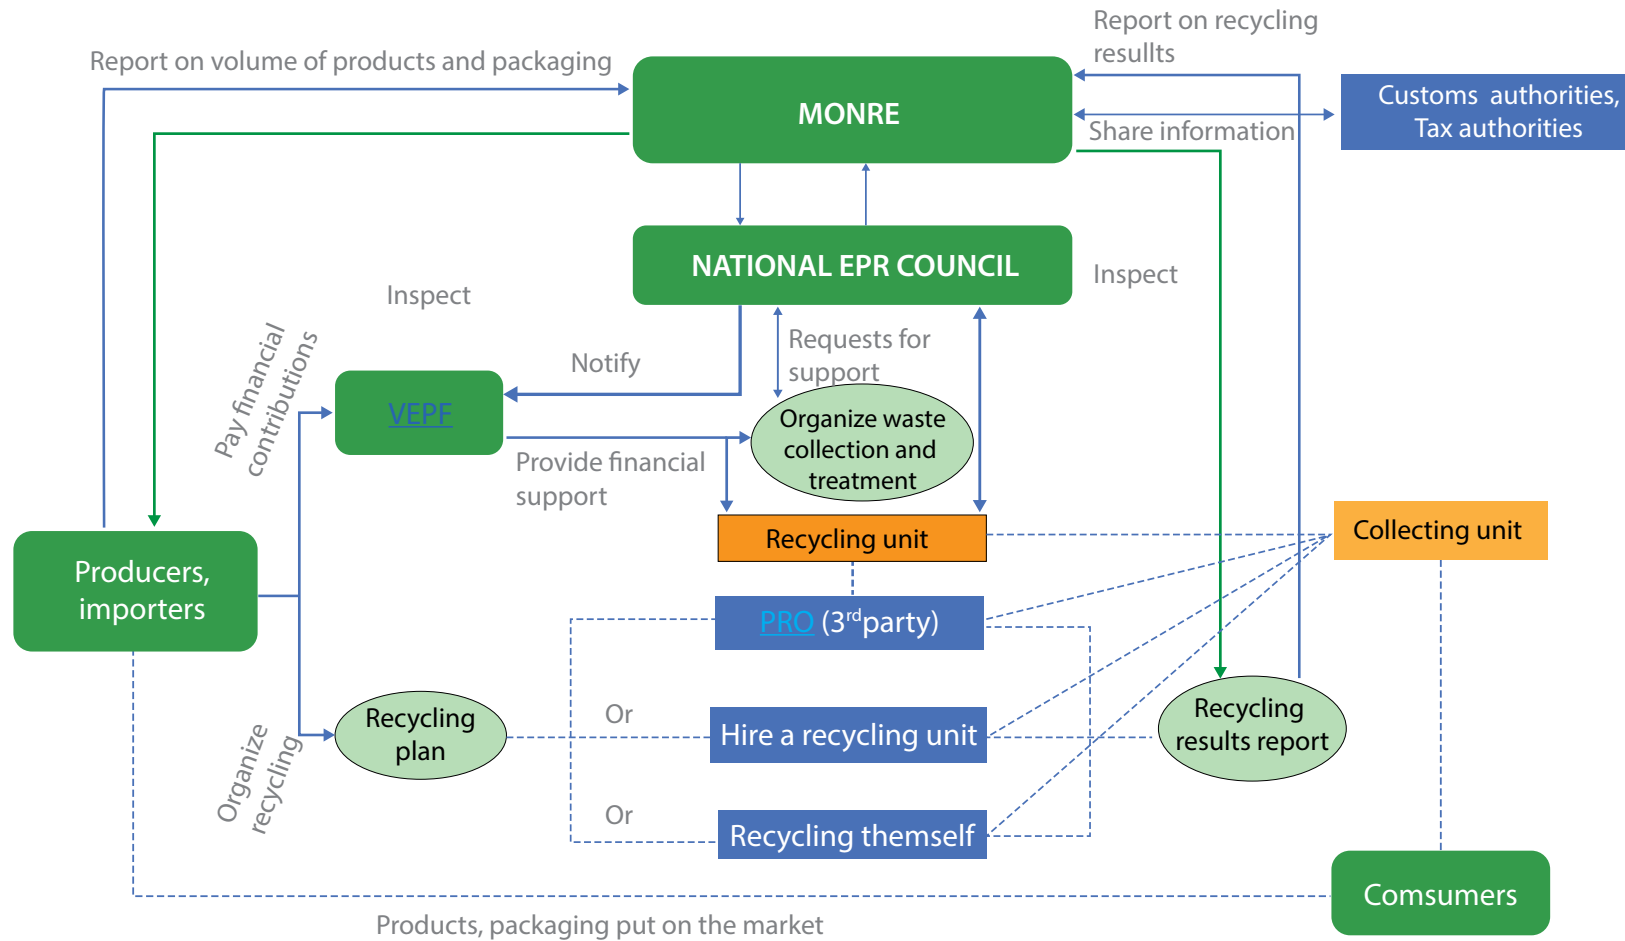 Report on recycling
resullts
Report on volume of products and packaging
MONRE
Customs authorities,
Tax authorities
Share information
NATIONAL EPR COUNCIL
Inspect
Inspect
Pay financial
contributions
Notify
Requests for
support
VEPF
Organize waste
collection and
treatment
Provide financial
support
Recycling unit
Collecting unit
Producers,
importers
PRO (3rdparty)
Recycling
plan
Or
Hire a recycling unit
Recycling
results report
Organize
recycling
Or
Recycling themself
Comsumers
Products, packaging put on the market